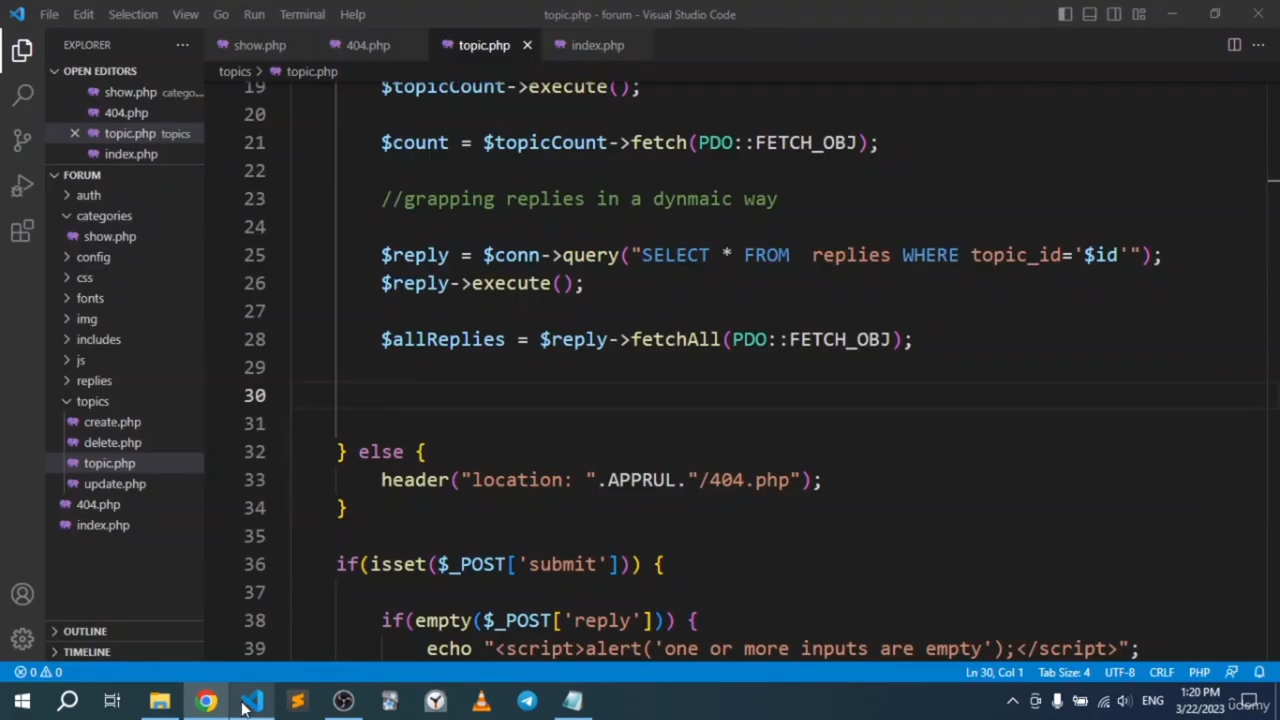 File Edit Selection View Go Run Terminal Help topic.php - forum - Visual Studio Code
EXPLORER show.php 404.php topic.php index.php
OPEN EDITORS
show.php catego...
404.php
topic.php topics
index.php
FORUM
auth
categories
show.php
config
css
fonts
img
includes
js
replies
topics
create.php
delete.php
topic.php
update.php
404.php
index.php
OUTLINE
TIMELINE
topics > topic.php
19 $topicCount->execute();
20
21 $count = $topicCount->fetch(PDO::FETCH_OBJ);
22
23 //grapping replies in a dynmaic way
24
25 $reply = $conn->query("SELECT * FROM  replies WHERE topic_id='$id'");
26 $reply->execute();
27
28 $allReplies = $reply->fetchAll(PDO::FETCH_OBJ);
29
30
31
32 } else {
33 header("location: ".APPRUL."/404.php");
34 }
35
36 if(isset($_POST['submit'])) {
37
38 if(empty($_POST['reply'])) {
39 echo "<script>alert('one or more inputs are empty');</script>";
0 0 Ln 30, Col 1 Tab Size: 4 UTF-8 CRLF PHP
ENG 1:20 PM
3/22/2023
udemy